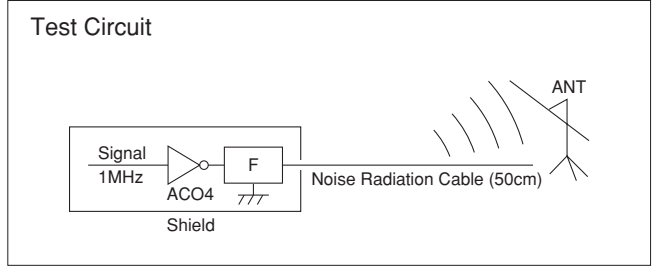 Test Circuit
ANT
Signal
1MHz
ACO4
F
Noise Radiation Cable (50cm)
Shield